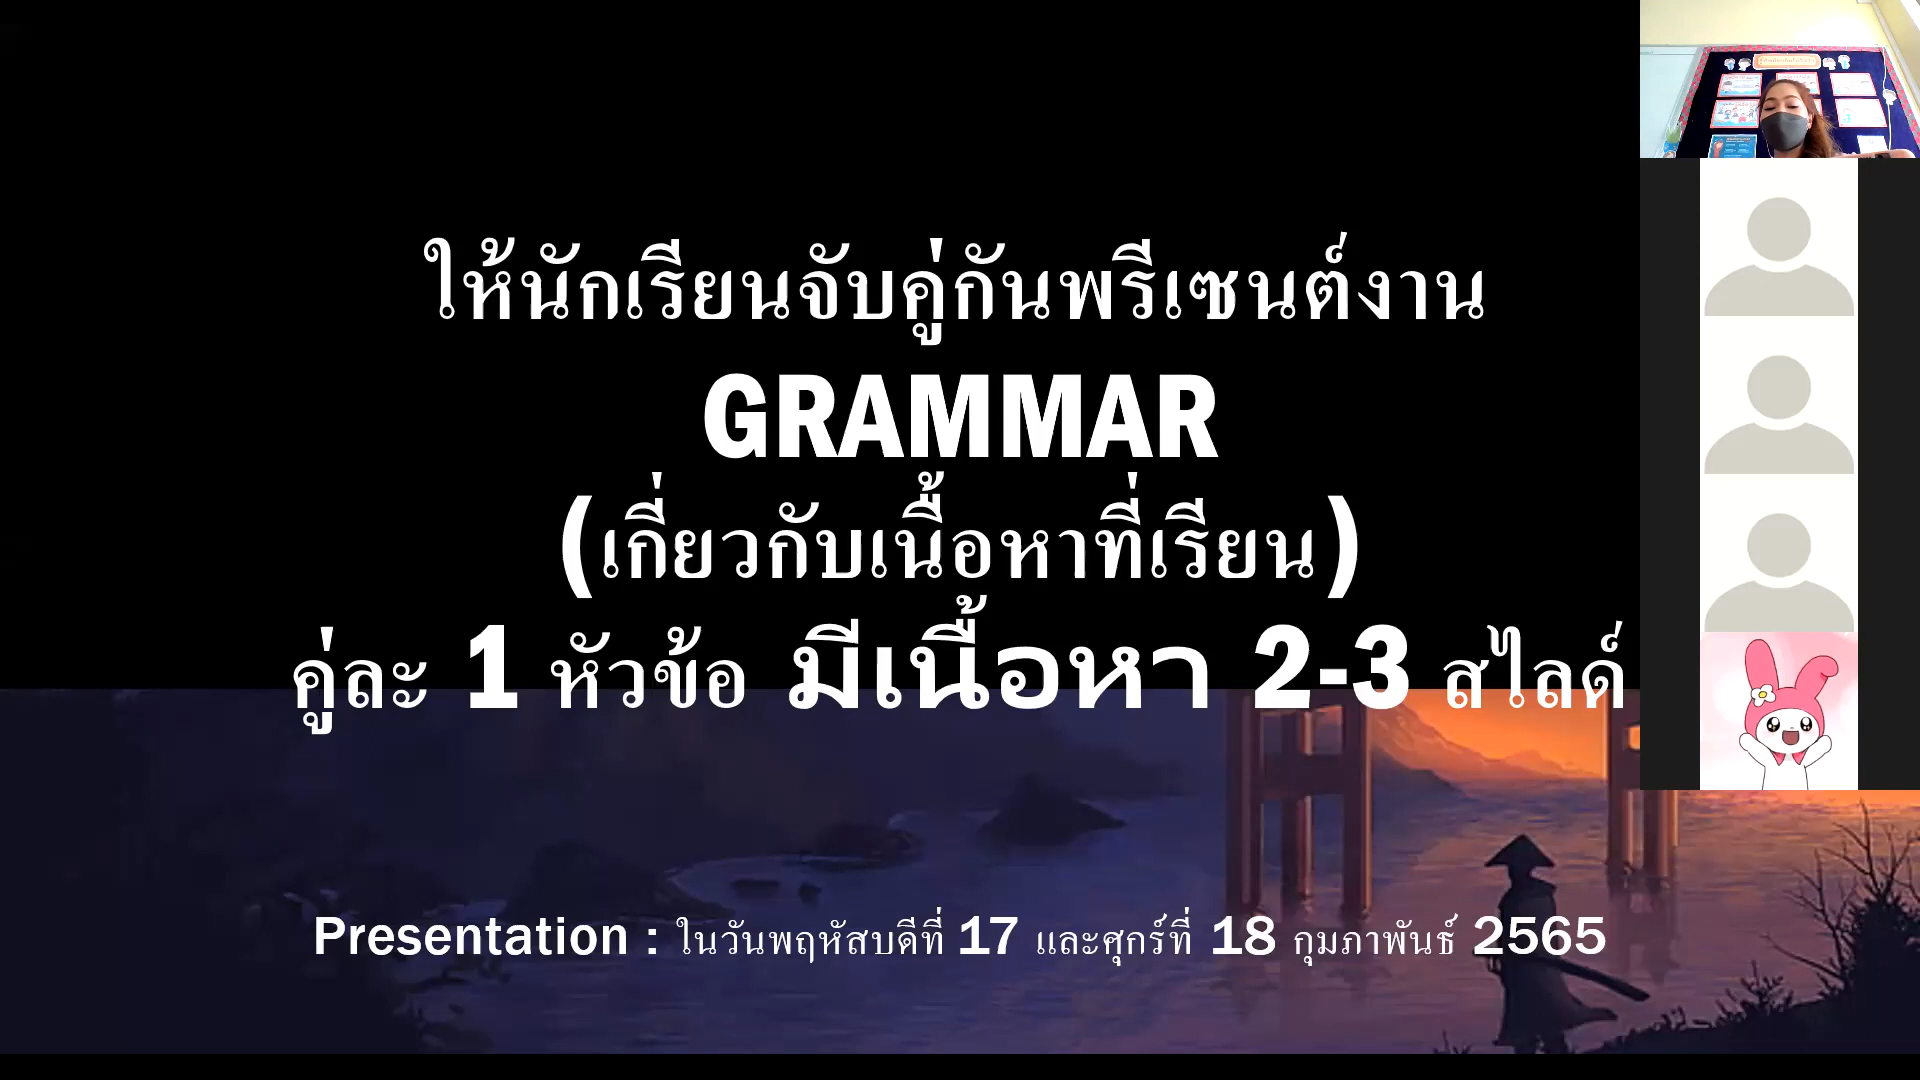 ให้นักเรียนจับคู่กันพรีเซนต์งาน
GRAMMAR
(เกี่ยวกับเนื้อหาที่เรียน)
คู่ละ 1 หัวข้อ มีเนื้อหา 2-3 สไลด์
Presentation : ในวันพฤหัสบดีที่ 17 และศุกร์ที่ 18 กุมภาพันธ์ 2565